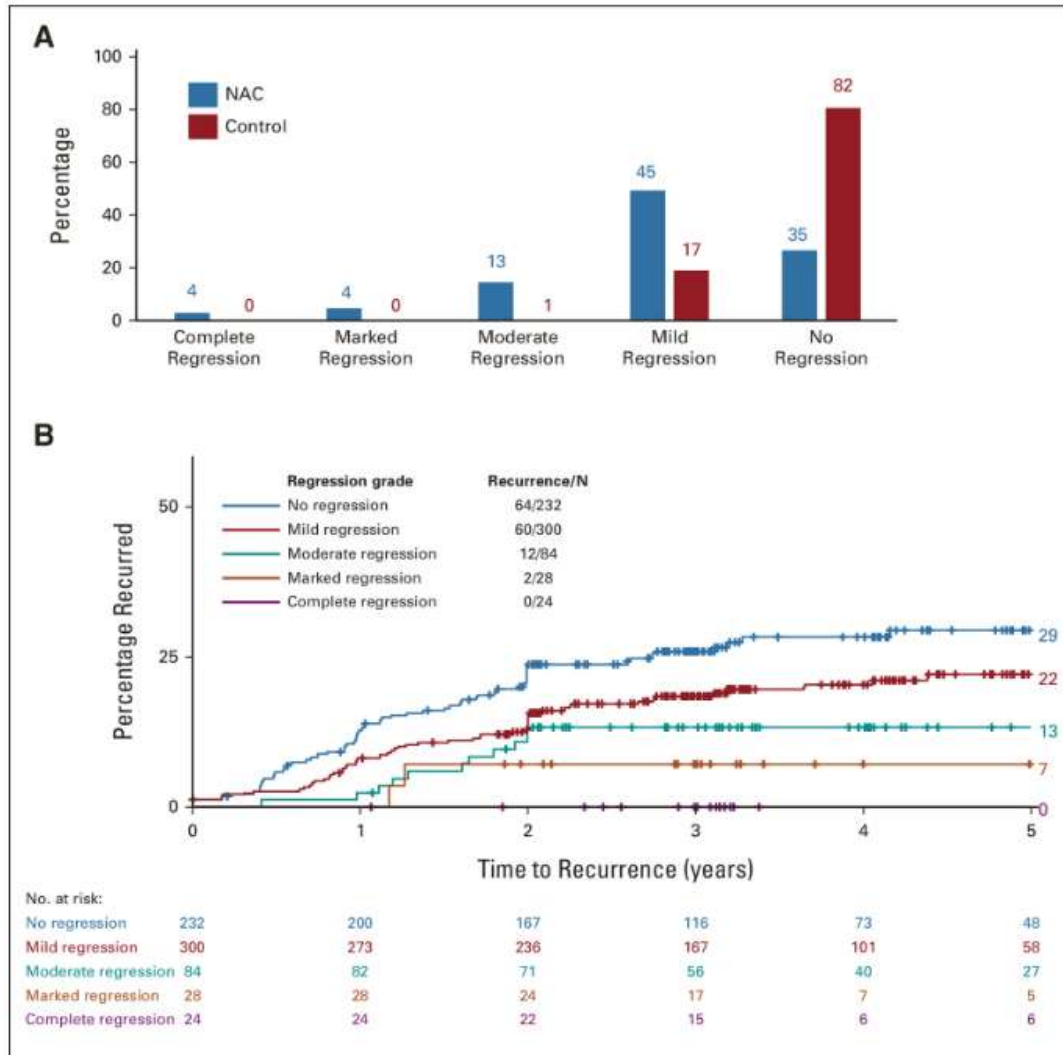 A
100
80
60
40
20
0
Percentage
NAC
Control
4
0
4
0
13
1
45
17
35
82
Complete Regression
Marked Regression
Moderate Regression
Mild Regression
No Regression
B
Percentage Recurred
50
25
0
Regression grade Recurrence/N
No regression 64/232
Mild regression 60/300
Moderate regression 12/84
Marked regression 2/28
Complete regression 0/24
29
22
13
7
0
0 1 2 3 4 5
Time to Recurrence (years)
No. at risk:
No regression 232 200 167 116 73 48
Mild regression 300 273 236 167 101 58
Moderate regression 84 82 71 56 40 27
Marked regression 28 28 24 17 7 5
Complete regression 24 24 22 15 6 6